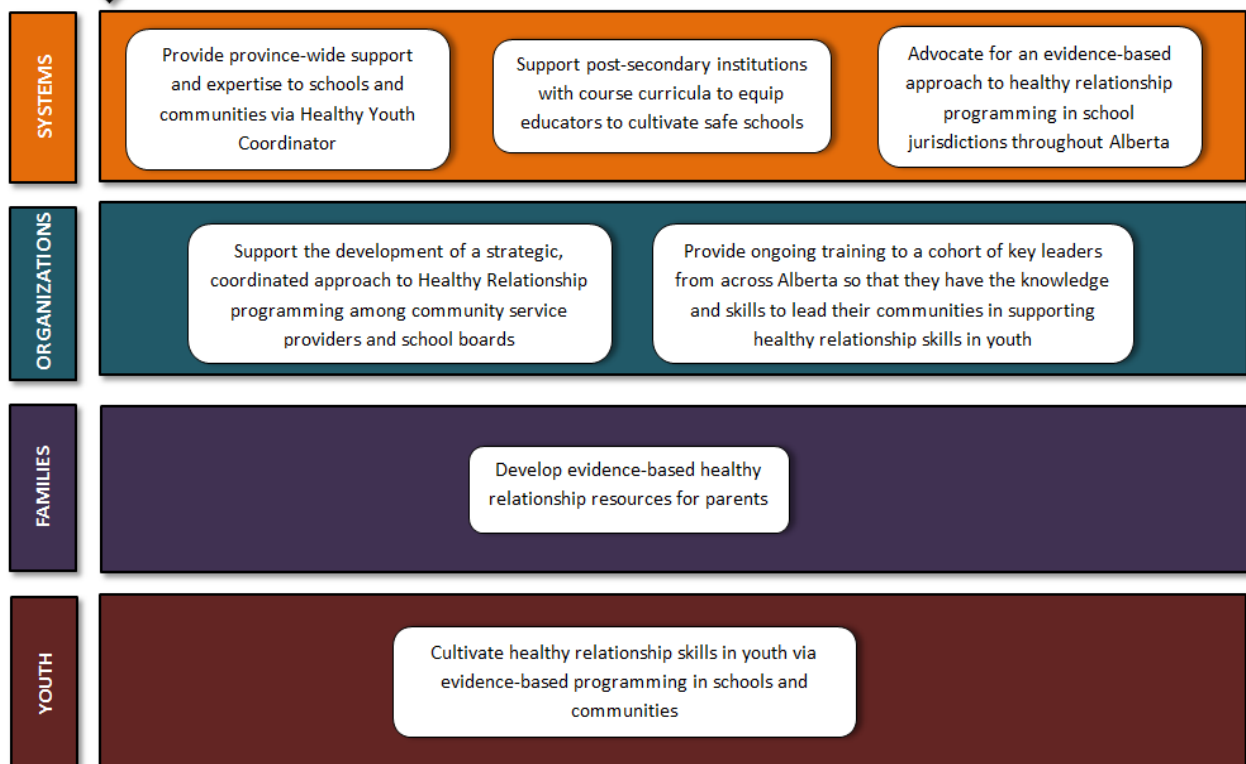 SYSTEMS
Provide province-wide support
and expertise to schools and
communities via Healthy Youth
Coordinator
Support post-secondary institutions
with course curricula to equip
educators to cultivate safe schools
Advocate for an evidence-based
approach to healthy relationship
programming in school
jurisdictions throughout Alberta
ORGANIZATIONS
Support the development of a strategic,
coordinated approach to Healthy Relationship
programming among community service
providers and school boards
Provide ongoing training to a cohort of key leaders
from across Alberta so that they have the knowledge
and skills to lead their communities in supporting
healthy relationship skills in youth
FAMILIES
Develop evidence-based healthy
relationship resources for parents
YOUTH
Cultivate healthy relationship skills in youth via
evidence-based programming in schools and
communities